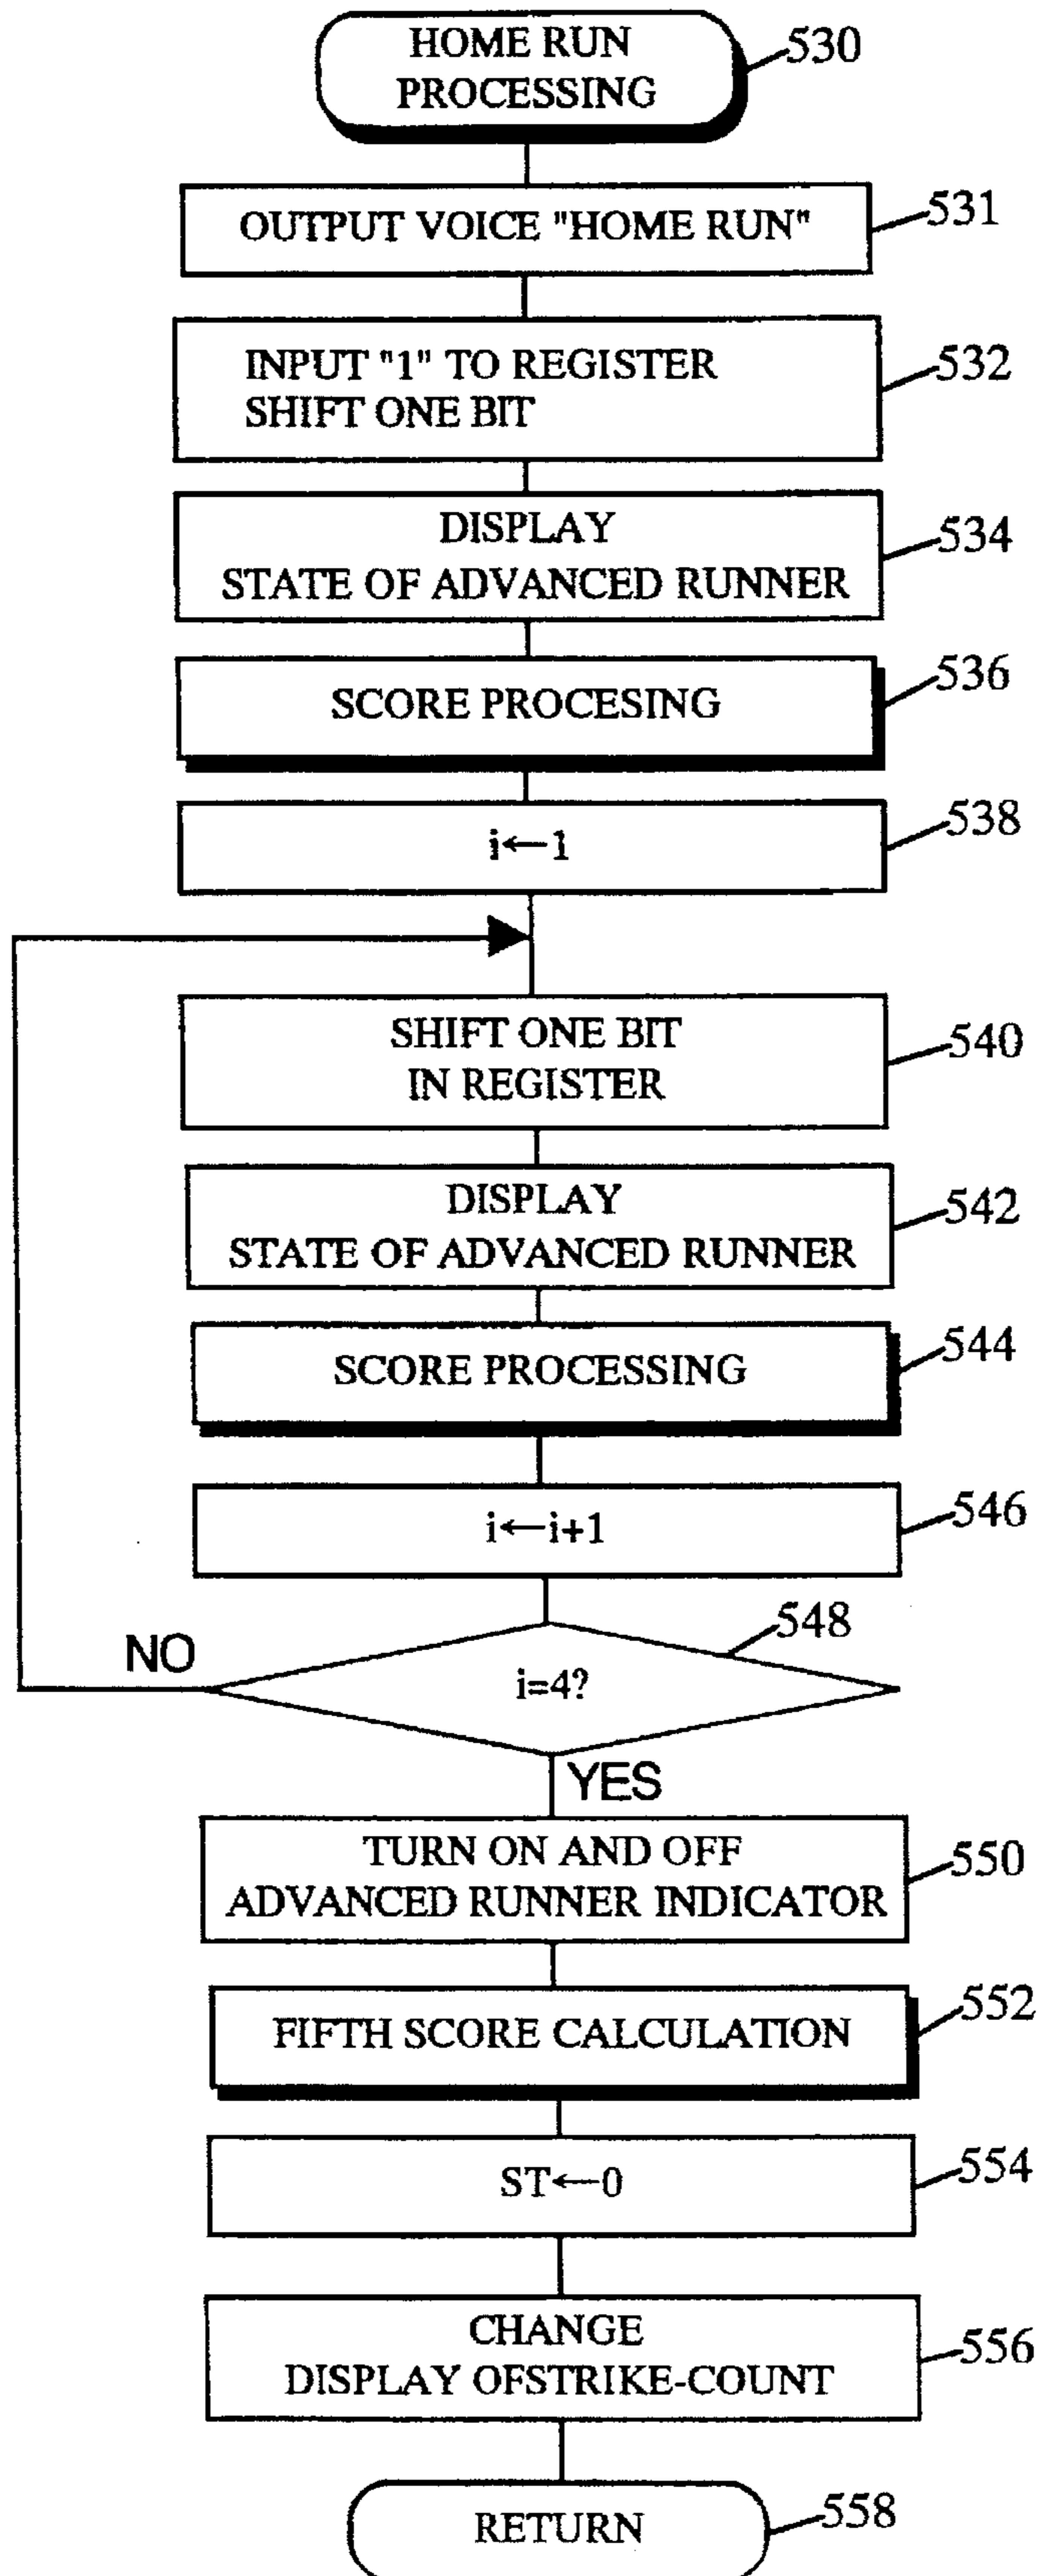 HOME RUN
PROCESSING
530
OUTPUT VOICE "HOME RUN"
531
INPUT "1" TO REGISTER
SHIFT ONE BIT
532
DISPLAY
STATE OF ADVANCED RUNNER
534
SCORE PROCESING
536
i←1
538
SHIFT ONE BIT
IN REGISTER
540
DISPLAY
STATE OF ADVANCED RUNNER
542
SCORE PROCESSING
544
i←i+1
546
548
NO
i=4?
YES
TURN ON AND OFF
ADVANCED RUNNER INDICATOR
550
FIFTH SCORE CALCULATION
552
ST←0
554
CHANGE
DISPLAY OFSTRIKE-COUNT
556
RETURN
558